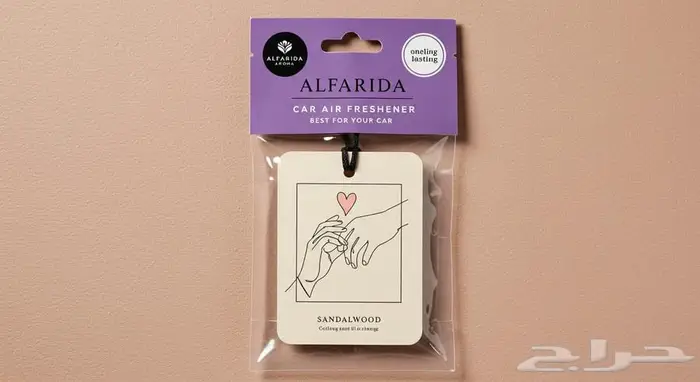 ALFARIDA
AROMA
oneling
lasting
ALFARIDA
CAR AIR FRESHENER
BEST FOR YOUR CAR
SANDALWOOD
حراج